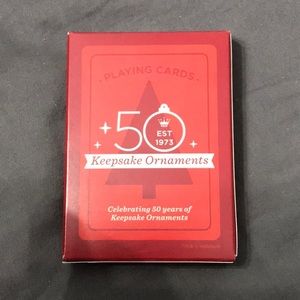 • PLAYING CARDS •
50
EST
1973
Keepsake Ornaments
Celebrating 50 years of
Keepsake Ornaments